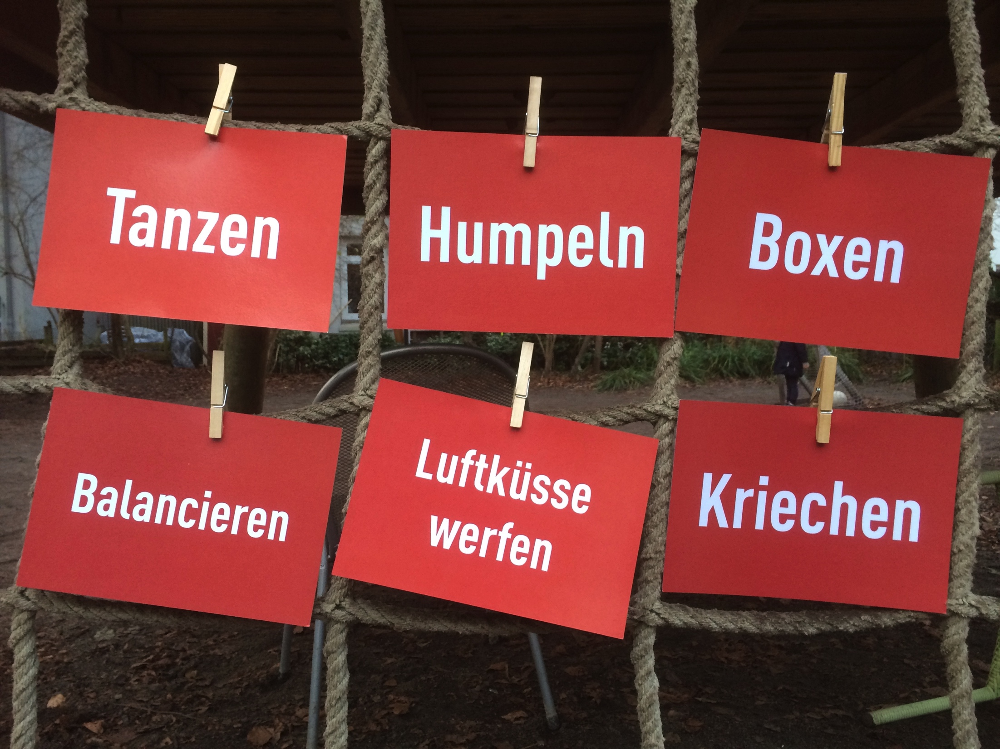 Tanzen
Humpeln
Boxen
Balancieren
Luftküsse
werfen
Kriechen